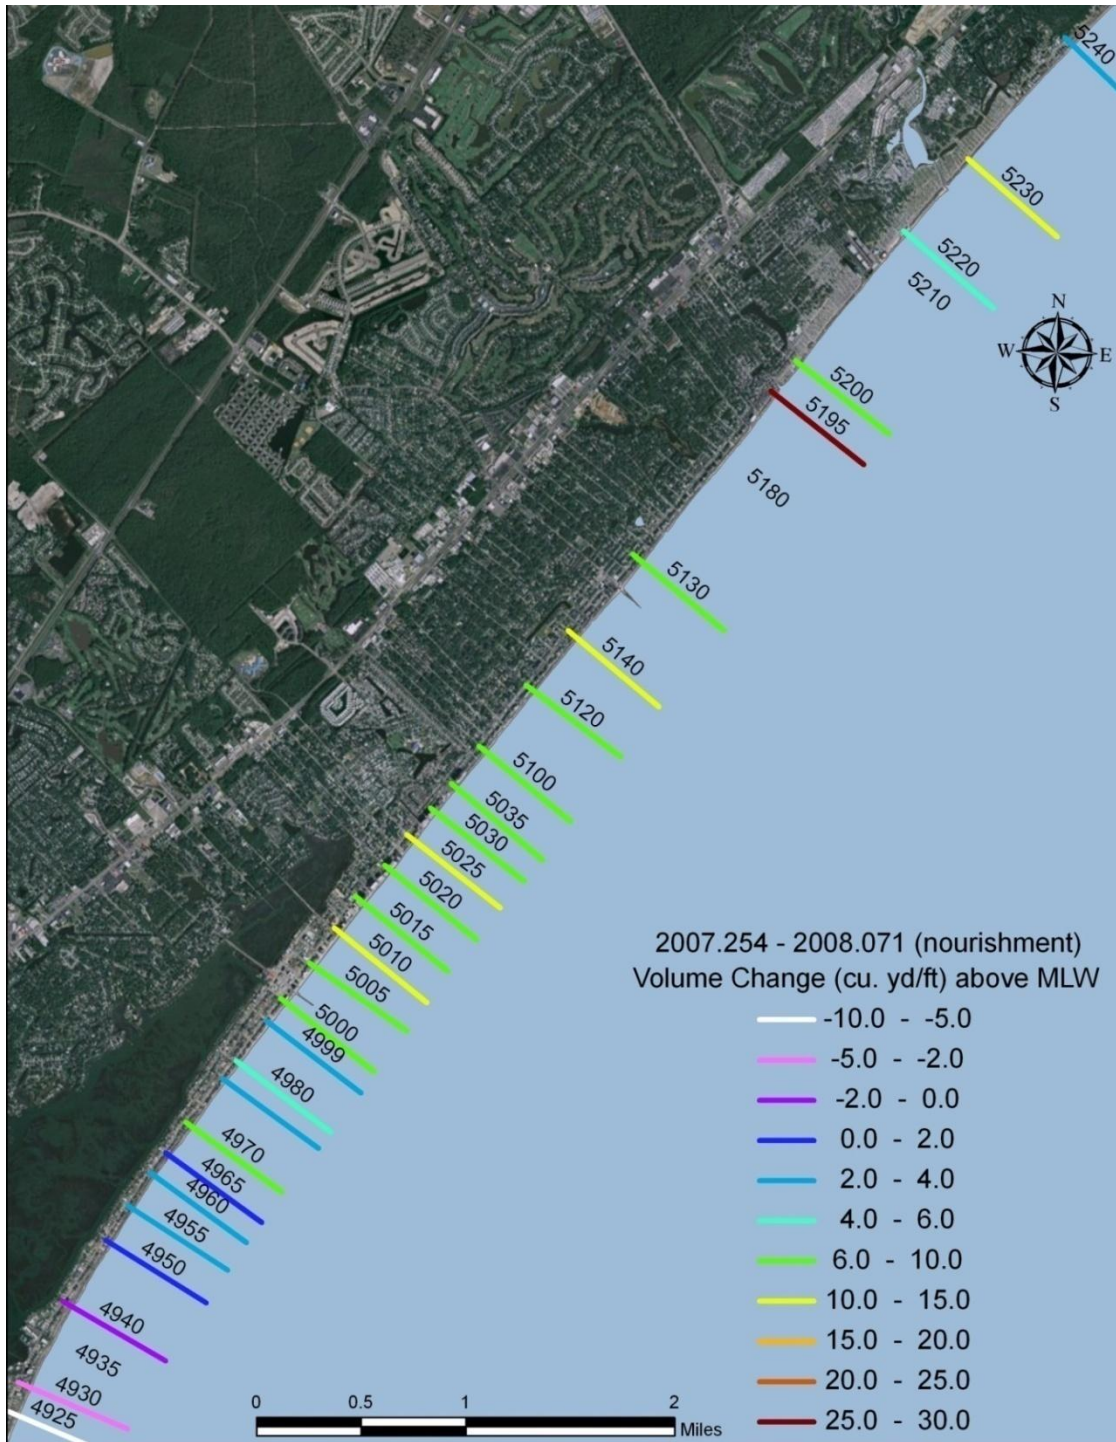 5240
5230
5220
5210
N
W
E
S
5200
5195
5180
5130
5140
5120
5100
5035
5030
5025
5020
5015
5010
5005
5000
4999
4980
4970
4965
4960
4955
4950
4940
4935
4930
4925
2007.254 - 2008.071 (nourishment)
Volume Change (cu. yd/ft) above MLW
-10.0 - -5.0
-5.0 - -2.0
-2.0 - 0.0
0.0 - 2.0
2.0 - 4.0
4.0 - 6.0
6.0 - 10.0
10.0 - 15.0
15.0 - 20.0
20.0 - 25.0
25.0 - 30.0
0 0.5 1 2
Miles